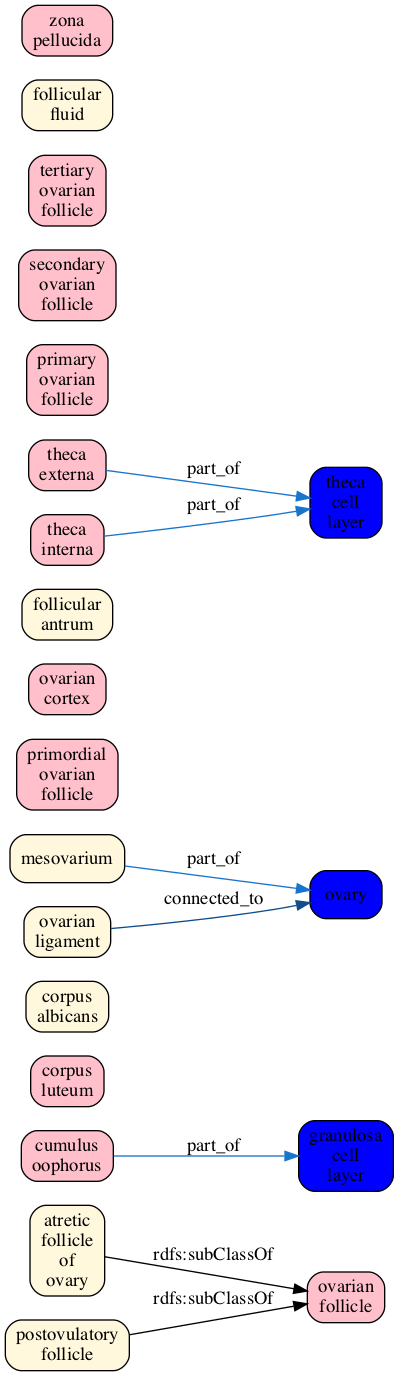 zona
pellucida
follicular
fluid
tertiary
ovarian
follicle
secondary
ovarian
follicle
primary
ovarian
follicle
theca
externa
part_of
theca
cell
layer
theca
interna
part_of
follicular
antrum
ovarian
cortex
primordial
ovarian
follicle
mesovarium
part_of
ovary
ovarian
ligament
connected_to
corpus
albicans
corpus
luteum
cumulus
oophorus
part_of
granulosa
cell
layer
atretic
follicle
of
ovary
rdfs:subClassOf
ovarian
follicle
postovulatory
follicle
rdfs:subClassOf